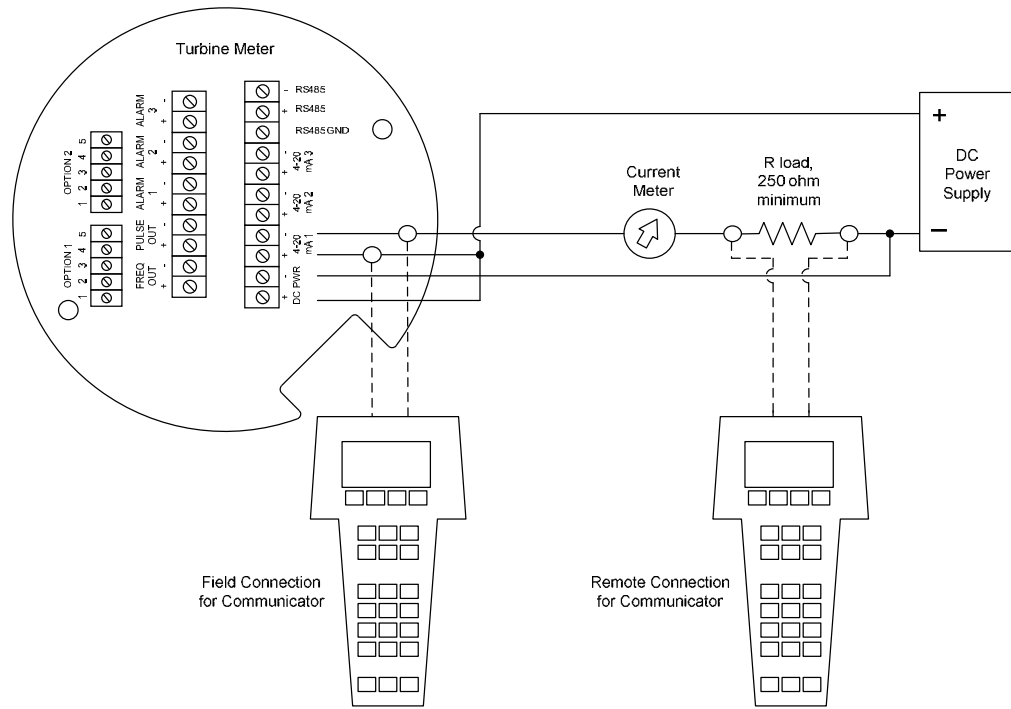 Turbine Meter
OPTION 2
5
4
3
2
1
OPTION 1
5
4
3
2
1
ALARM
3
-
+
ALARM
2
-
+
ALARM
1
-
+
PULSE
OUT
-
+
FREQ
OUT
-
+
- RS485
+ RS485
RS485GND
- 4-20
+ mA 3
- 4-20
+ mA 2
- 4-20
+ mA 1
- DC PWR
+
Current
Meter
R load,
250 ohm
minimum
+
DC
Power
Supply
−
Field Connection
for Communicator
Remote Connection
for Communicator